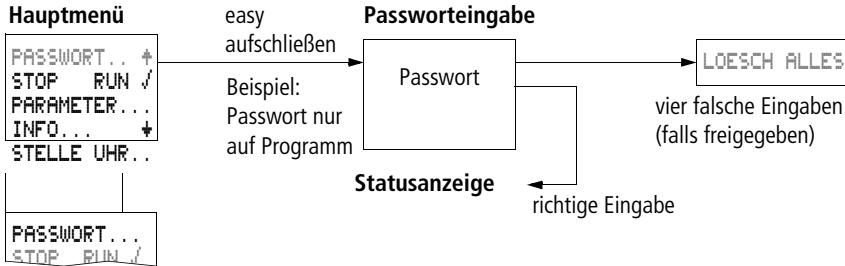 Hauptmenü
PASSWORT..
STOP RUN √
PARAMETER...
INFO...
STELLE UHR..
PASSWORT...
STOP RUN √
easy
aufschließen
Beispiel:
Passwort nur
auf Programm
Passworteingabe
Passwort
Statusanzeige
richtige Eingabe
LOESCH ALLES
vier falsche Eingaben
(falls freigegeben)